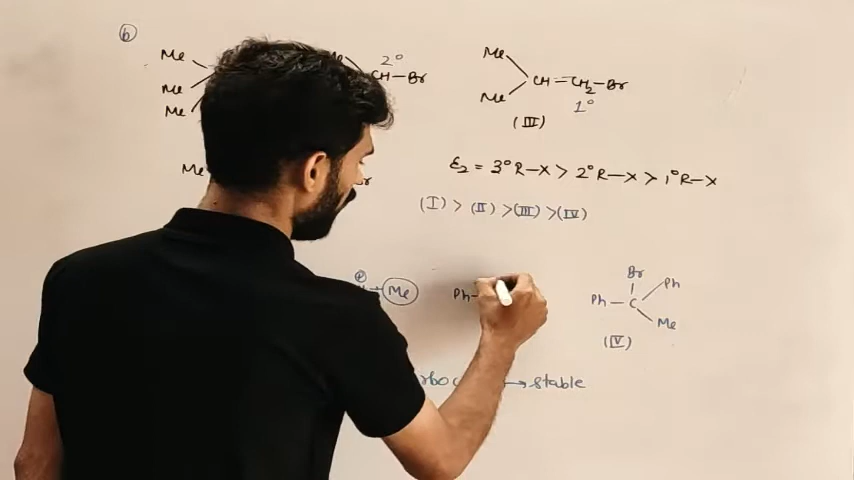 (b)
Me
Me
Me
2°
CH—Br
Me
Me
CH=CH2—Br
1°
(III)
Me
E2 = 3°R—X > 2°R—X > 1°R—X
(I) > (II) > (III) > (IV)
⊕
Me
Ph
Br
Ph—C
Ph
Me
(IV)
→ stable